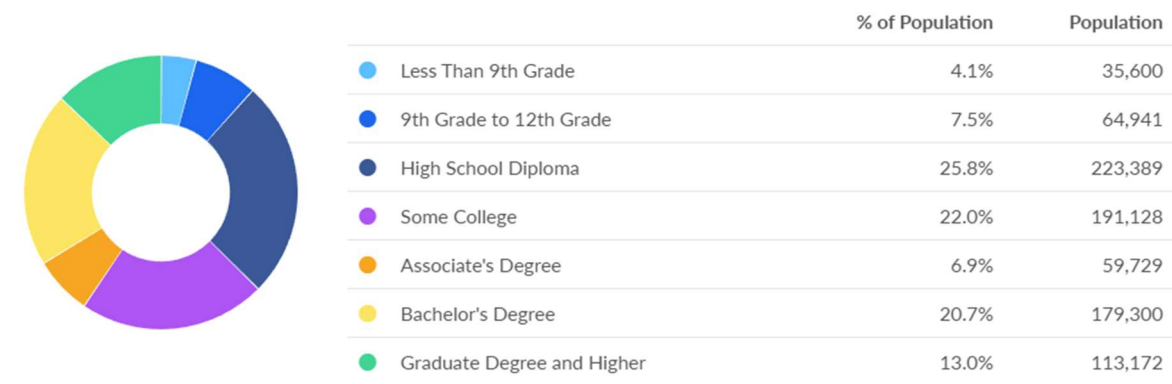 % of Population Population
Less Than 9th Grade 4.1% 35,600
9th Grade to 12th Grade 7.5% 64,941
High School Diploma 25.8% 223,389
Some College 22.0% 191,128
Associate's Degree 6.9% 59,729
Bachelor's Degree 20.7% 179,300
Graduate Degree and Higher 13.0% 113,172